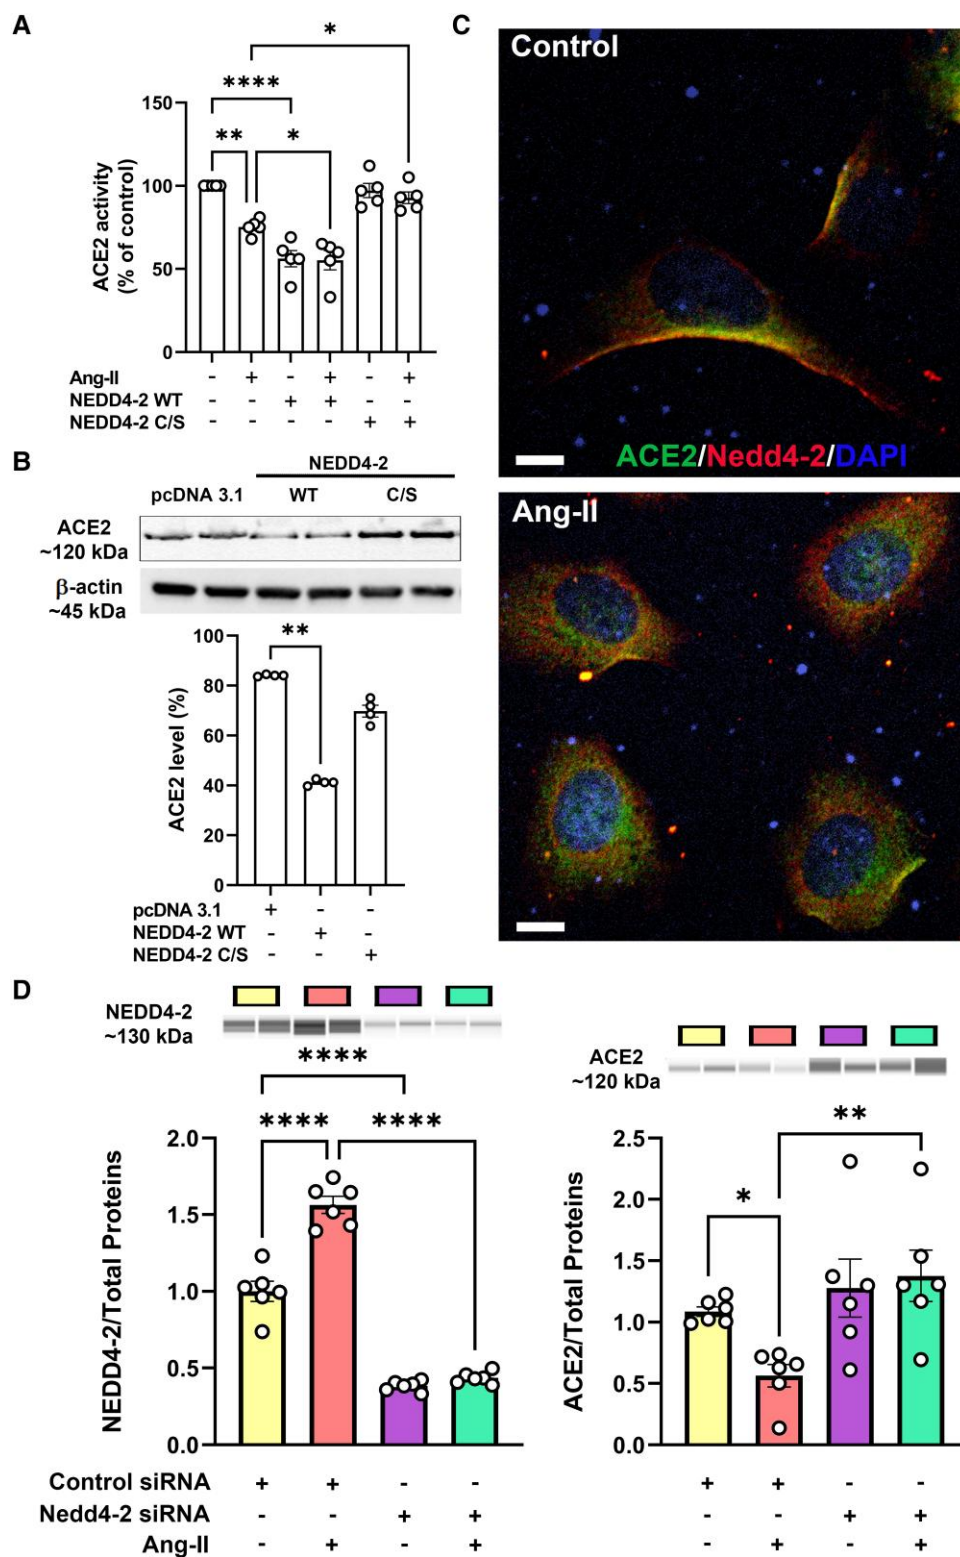 A
ACE2 activity
(% of control)
150
100
50
0
**
****
*
*
Ang-II - + - + - +
NEDD4-2 WT - - + + - -
NEDD4-2 C/S - - - - + +
B
NEDD4-2
pcDNA 3.1 WT C/S
ACE2
~120 kDa
β-actin
~45 kDa
ACE2 level (%)
100
80
60
40
20
0
**
pcDNA 3.1 + - -
NEDD4-2 WT - + -
NEDD4-2 C/S - - +
C
Control
ACE2/Nedd4-2/DAPI
Ang-II
D
NEDD4-2
~130 kDa
****
**** ****
NEDD4-2/Total Proteins
2.0
1.5
1.0
0.5
0.0
ACE2
~120 kDa
**
*
ACE2/Total Proteins
2.5
2.0
1.5
1.0
0.5
0.0
Control siRNA + + - - + + - -
Nedd4-2 siRNA - - + + - - + +
Ang-II - + - + - + - +